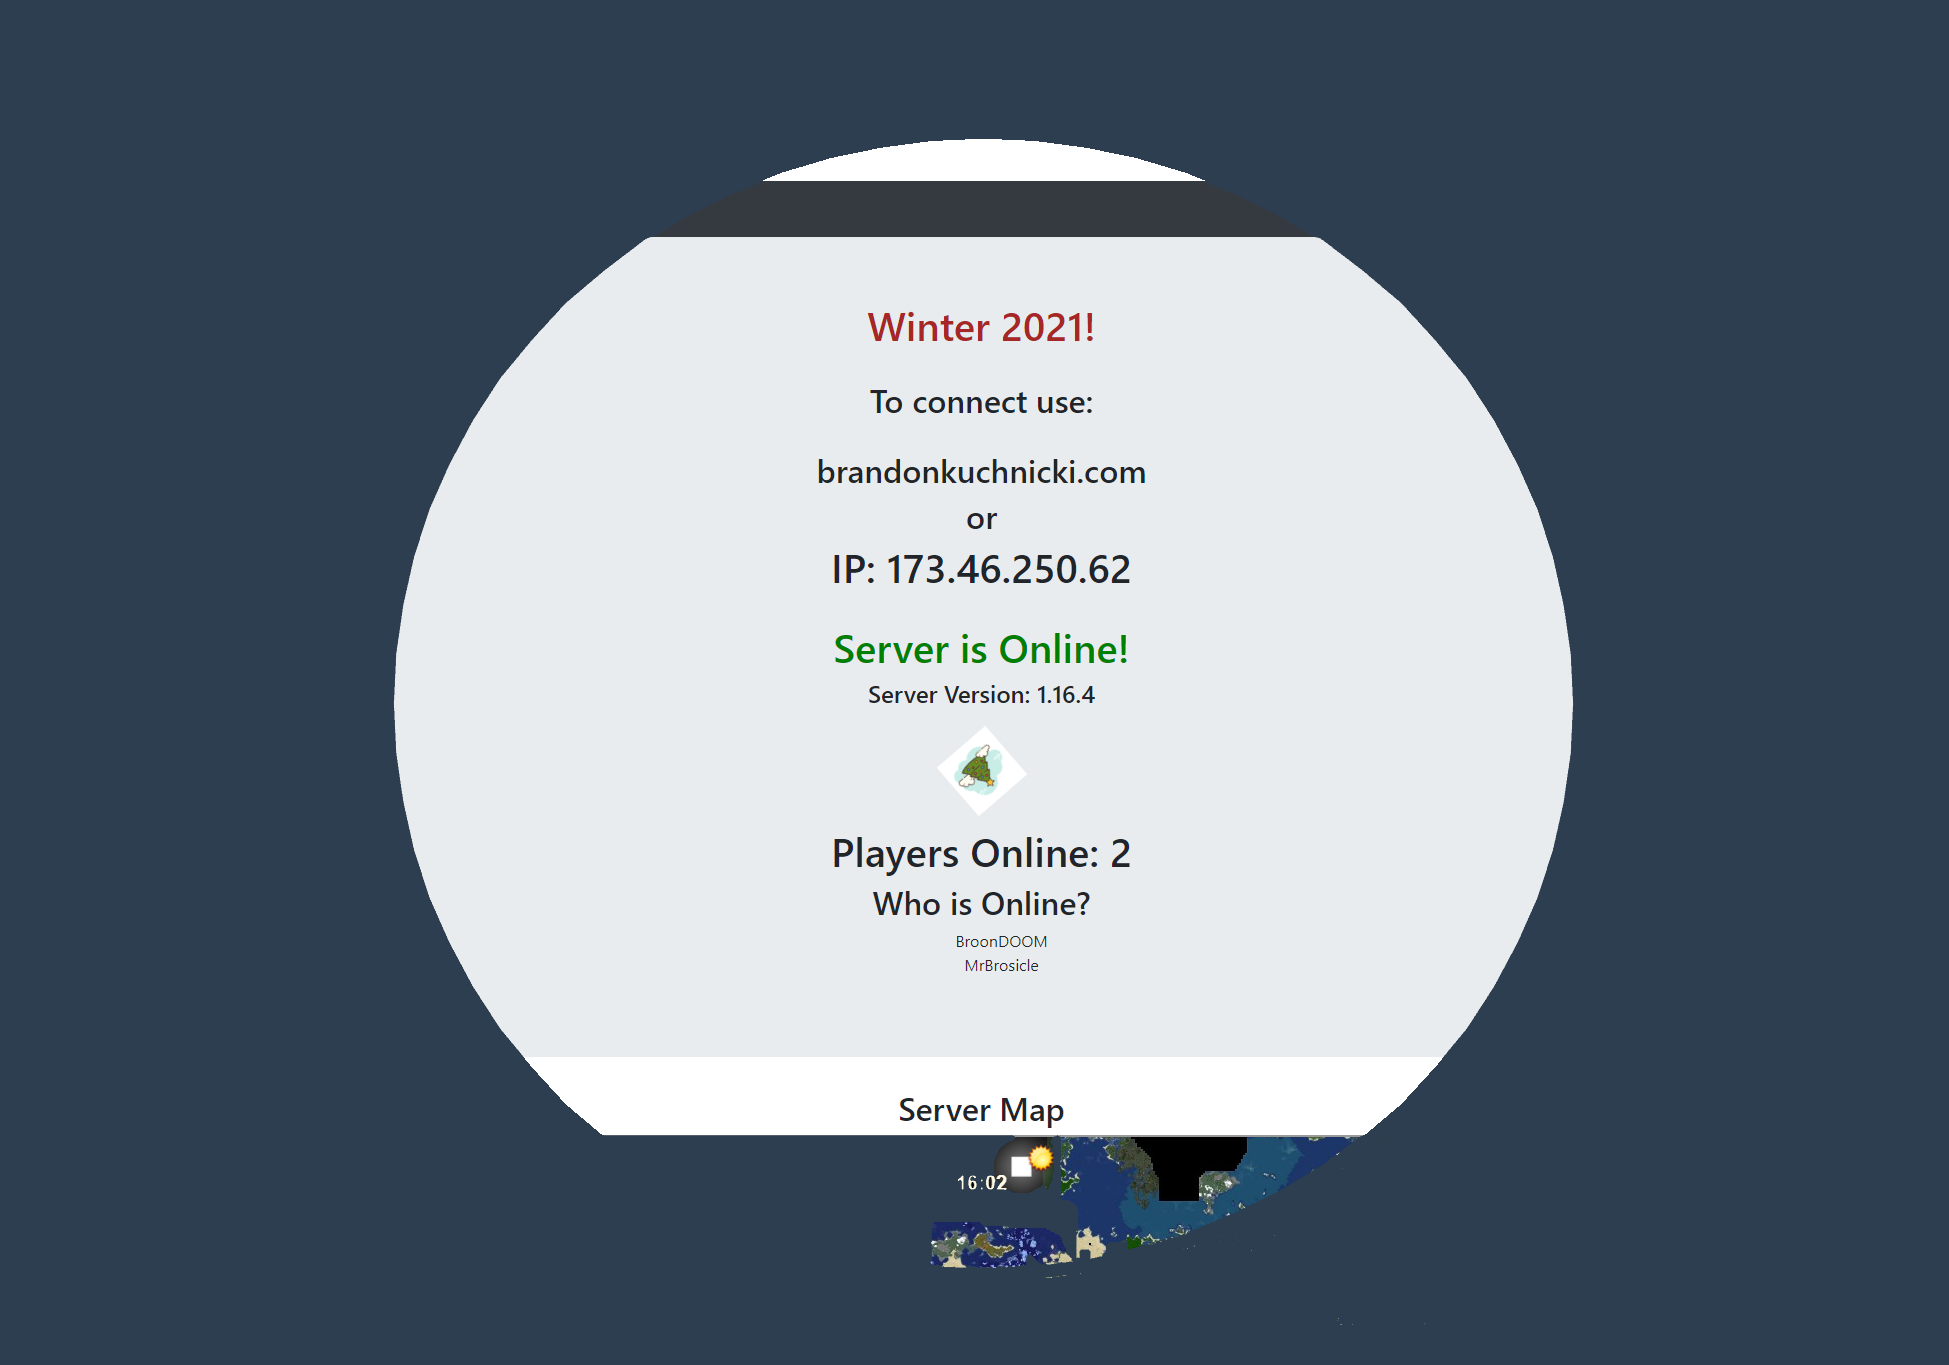 Winter 2021!
To connect use:
brandonkuchnicki.com
or
IP: 173.46.250.62
Server is Online!
Server Version: 1.16.4
Players Online: 2
Who is Online?
BroonDOOM
MrBrosicle
Server Map
16:02